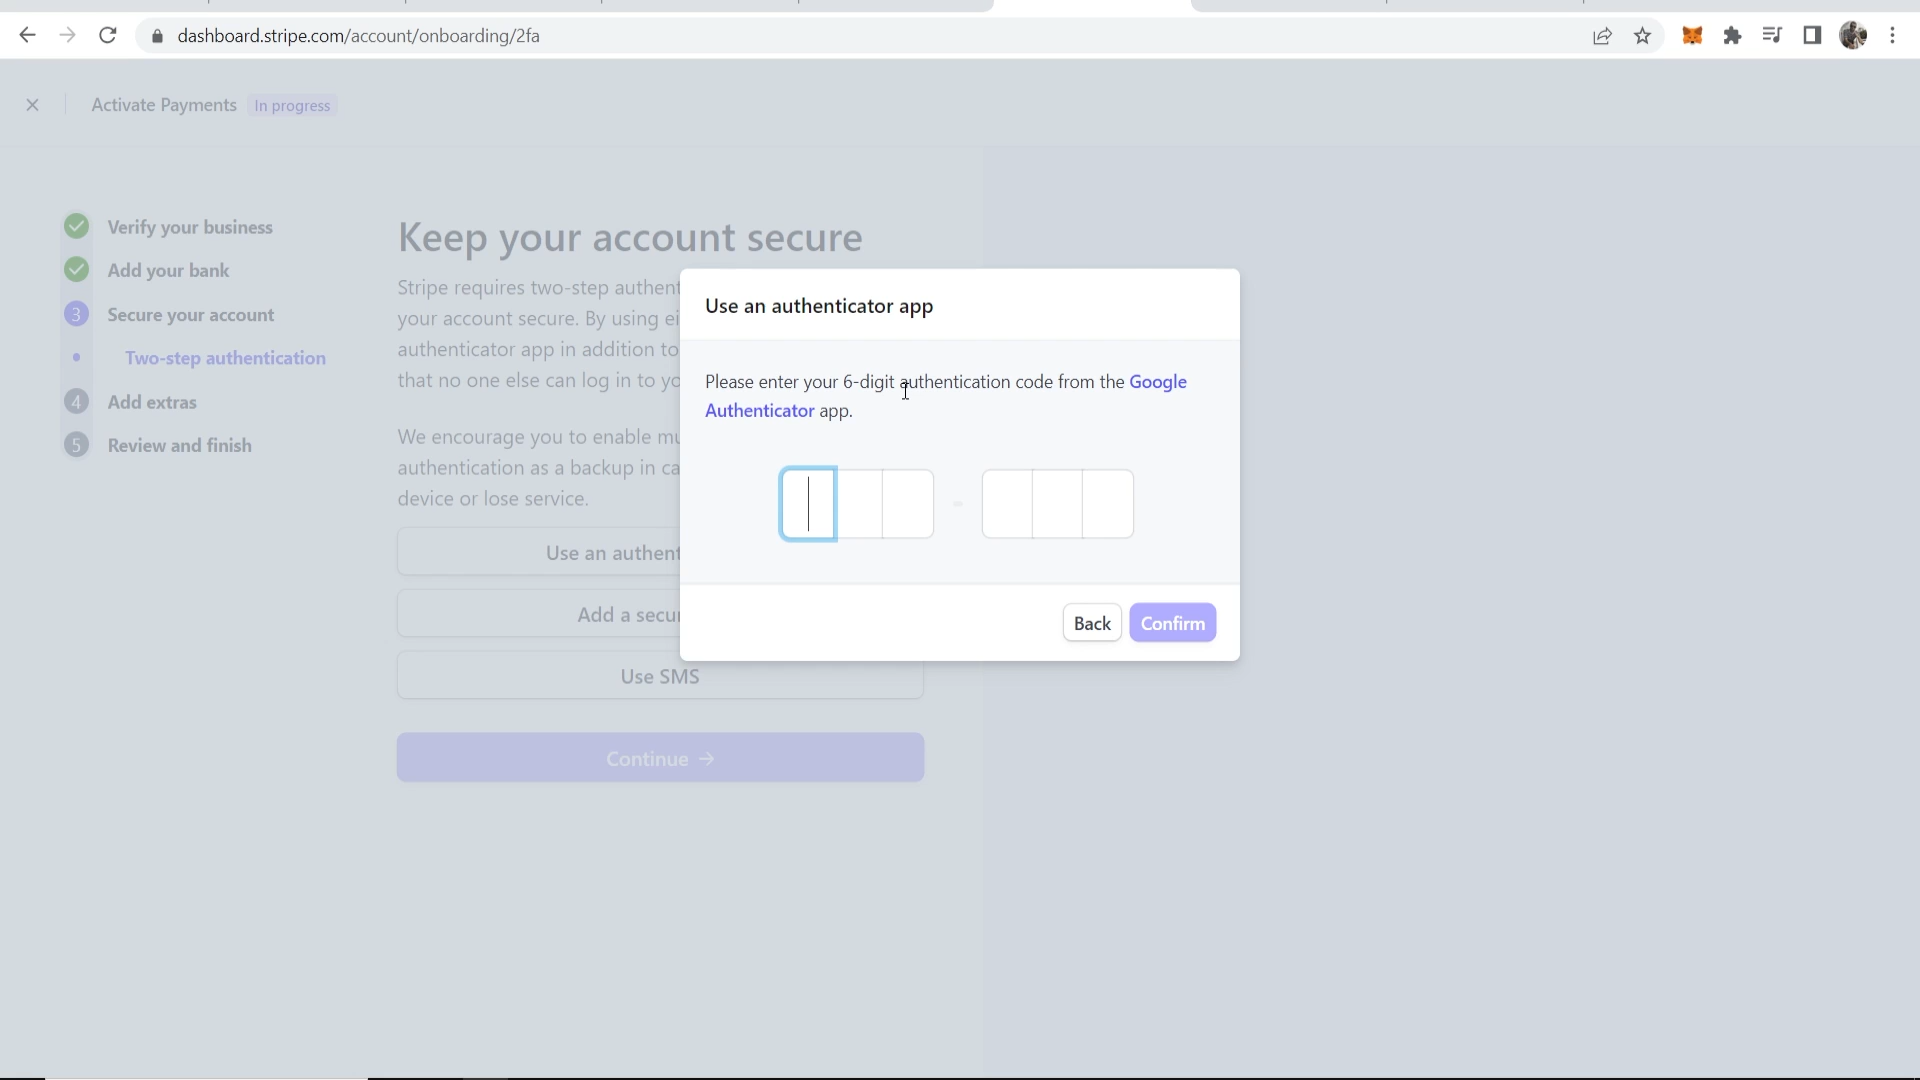 dashboard.stripe.com/account/onboarding/2fa
Activate Payments In progress
Verify your business
Add your bank
3 Secure your account
Two-step authentication
4 Add extras
5 Review and finish
Keep your account secure
Stripe requires two-step authent
your account secure. By using ei
authenticator app in addition to
that no one else can log in to yo
We encourage you to enable mu
authentication as a backup in ca
device or lose service.
Use an authent
Add a secur
Use SMS
Continue →
Use an authenticator app
Please enter your 6-digit authentication code from the Google
Authenticator app.
Back Confirm